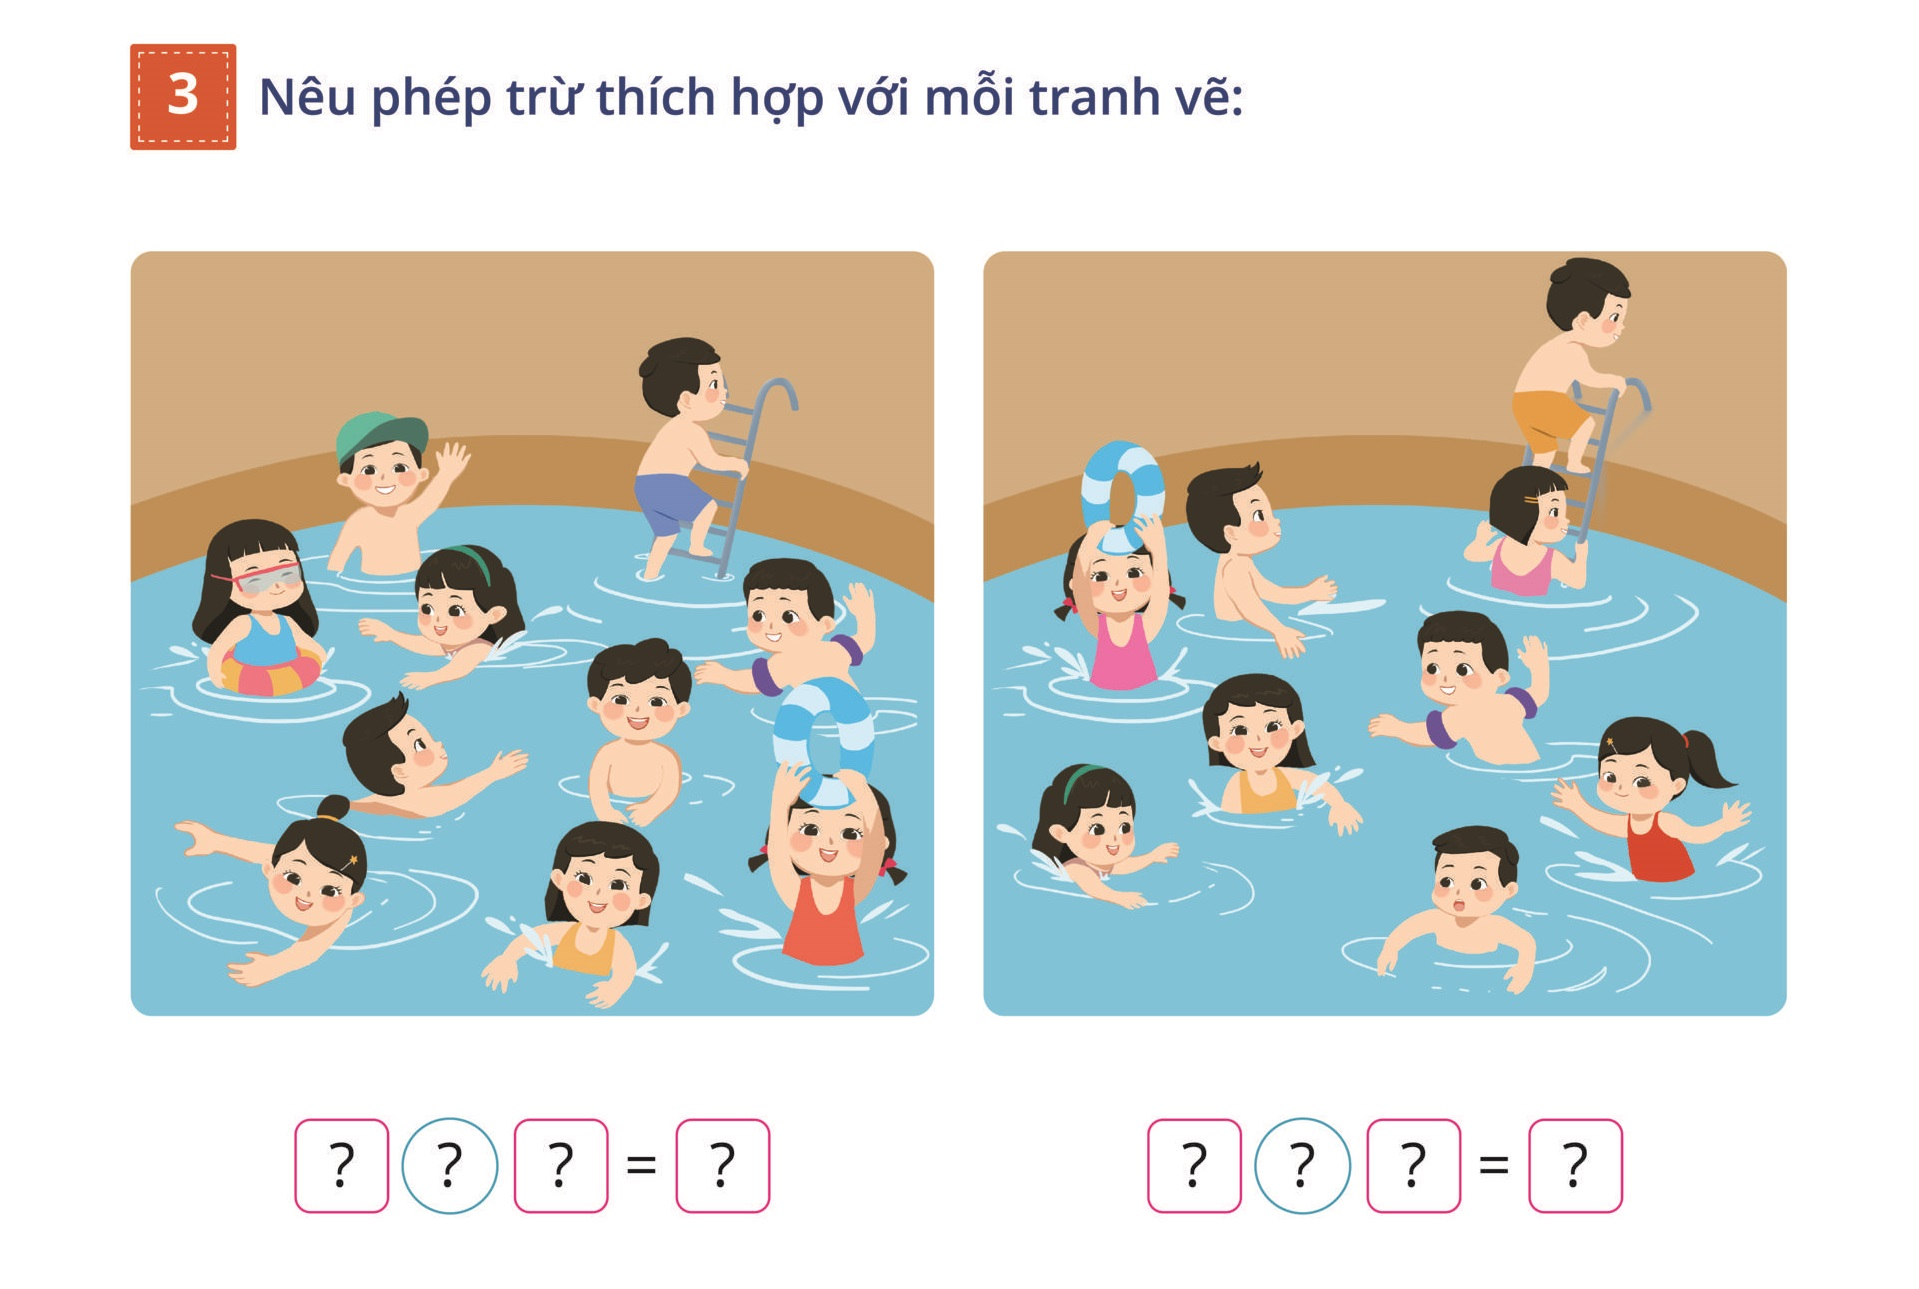 3 Nêu phép trừ thích hợp với mỗi tranh vẽ:
? ? ? = ? ? ? ? = ?